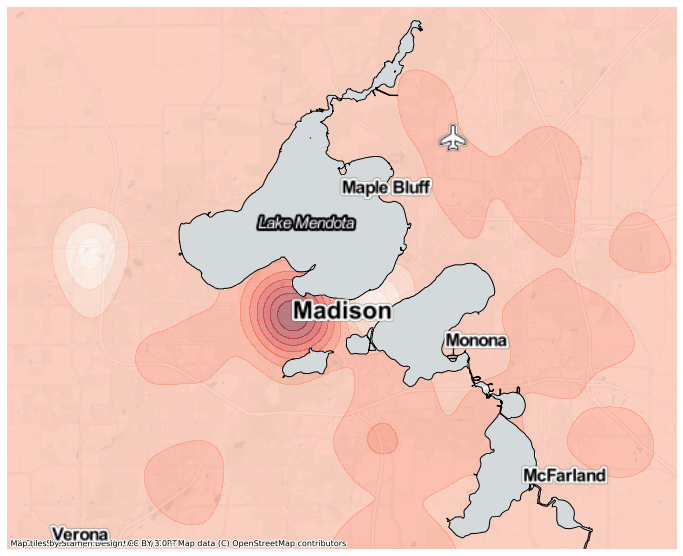 Maple Bluff
Lake Mendota
Madison
Monona
McFarland
Verona
Map tiles by Stamen Design, CC BY 3.0 -- Map data (C) OpenStreetMap contributors